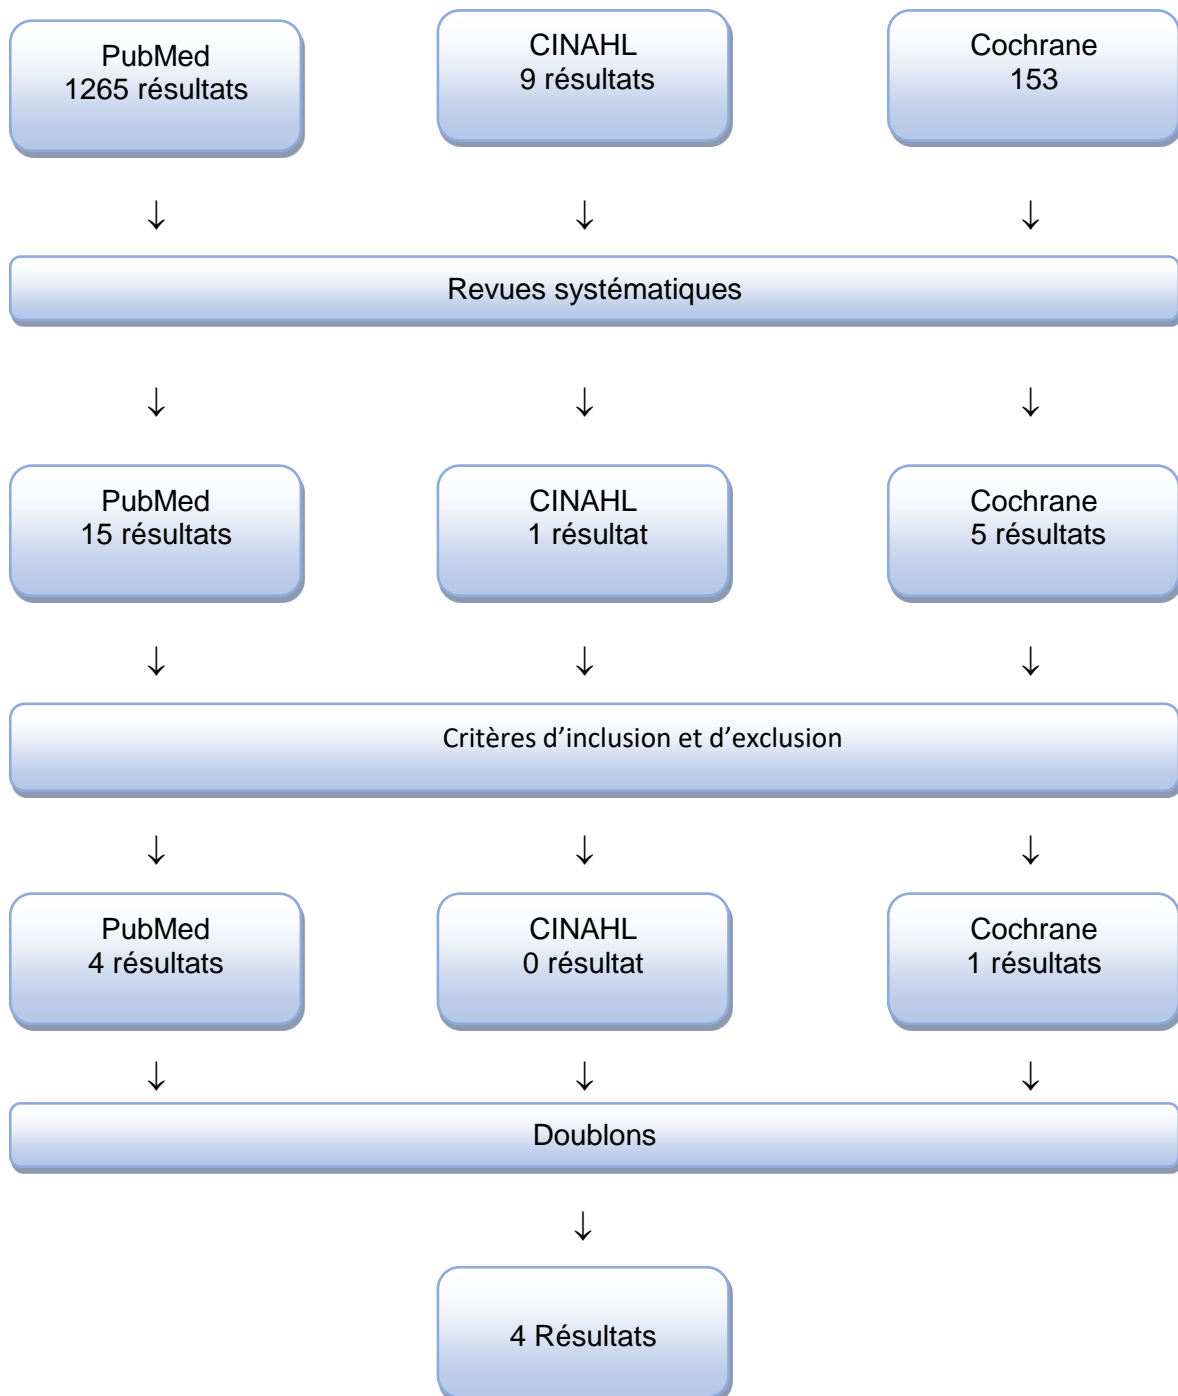 PubMed
1265 résultats
CINAHL
9 résultats
Cochrane
153
↓ ↓ ↓
Revues systématiques
↓ ↓ ↓
PubMed
15 résultats
CINAHL
1 résultat
Cochrane
5 résultats
↓ ↓ ↓
Critères d’inclusion et d’exclusion
↓ ↓ ↓
PubMed
4 résultats
CINAHL
0 résultat
Cochrane
1 résultats
↓ ↓ ↓
Doublons
↓
4 Résultats